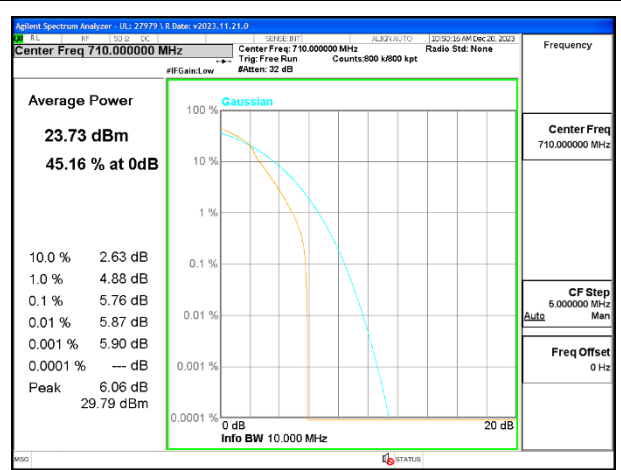 Agilent Spectrum Analyzer - UL: 27979 \ R Date: v2023.11.21.0
LXI RL RF 50 Ω DC SENSE:INT ALIGN AUTO 10:50:16 AM Dec 20, 2023
Center Freq 710.000000 MHz Center Freq: 710.000000 MHz Radio Std: None
Trig: Free Run Counts:800 k/800 kpt
#IFGain:Low #Atten: 32 dB
Frequency
Average Power
23.73 dBm
45.16 % at 0dB
10.0 % 2.63 dB
1.0 % 4.88 dB
0.1 % 5.76 dB
0.01 % 5.87 dB
0.001 % 5.90 dB
0.0001 % --- dB
Peak 6.06 dB
29.79 dBm
Gaussian
100 %
10 %
1 %
0.1 %
0.01 %
0.001 %
0.0001 %
0 dB 20 dB
Info BW 10.000 MHz
Center Freq
710.000000 MHz
CF Step
5.000000 MHz
Auto Man
Freq Offset
0 Hz
MSG STATUS